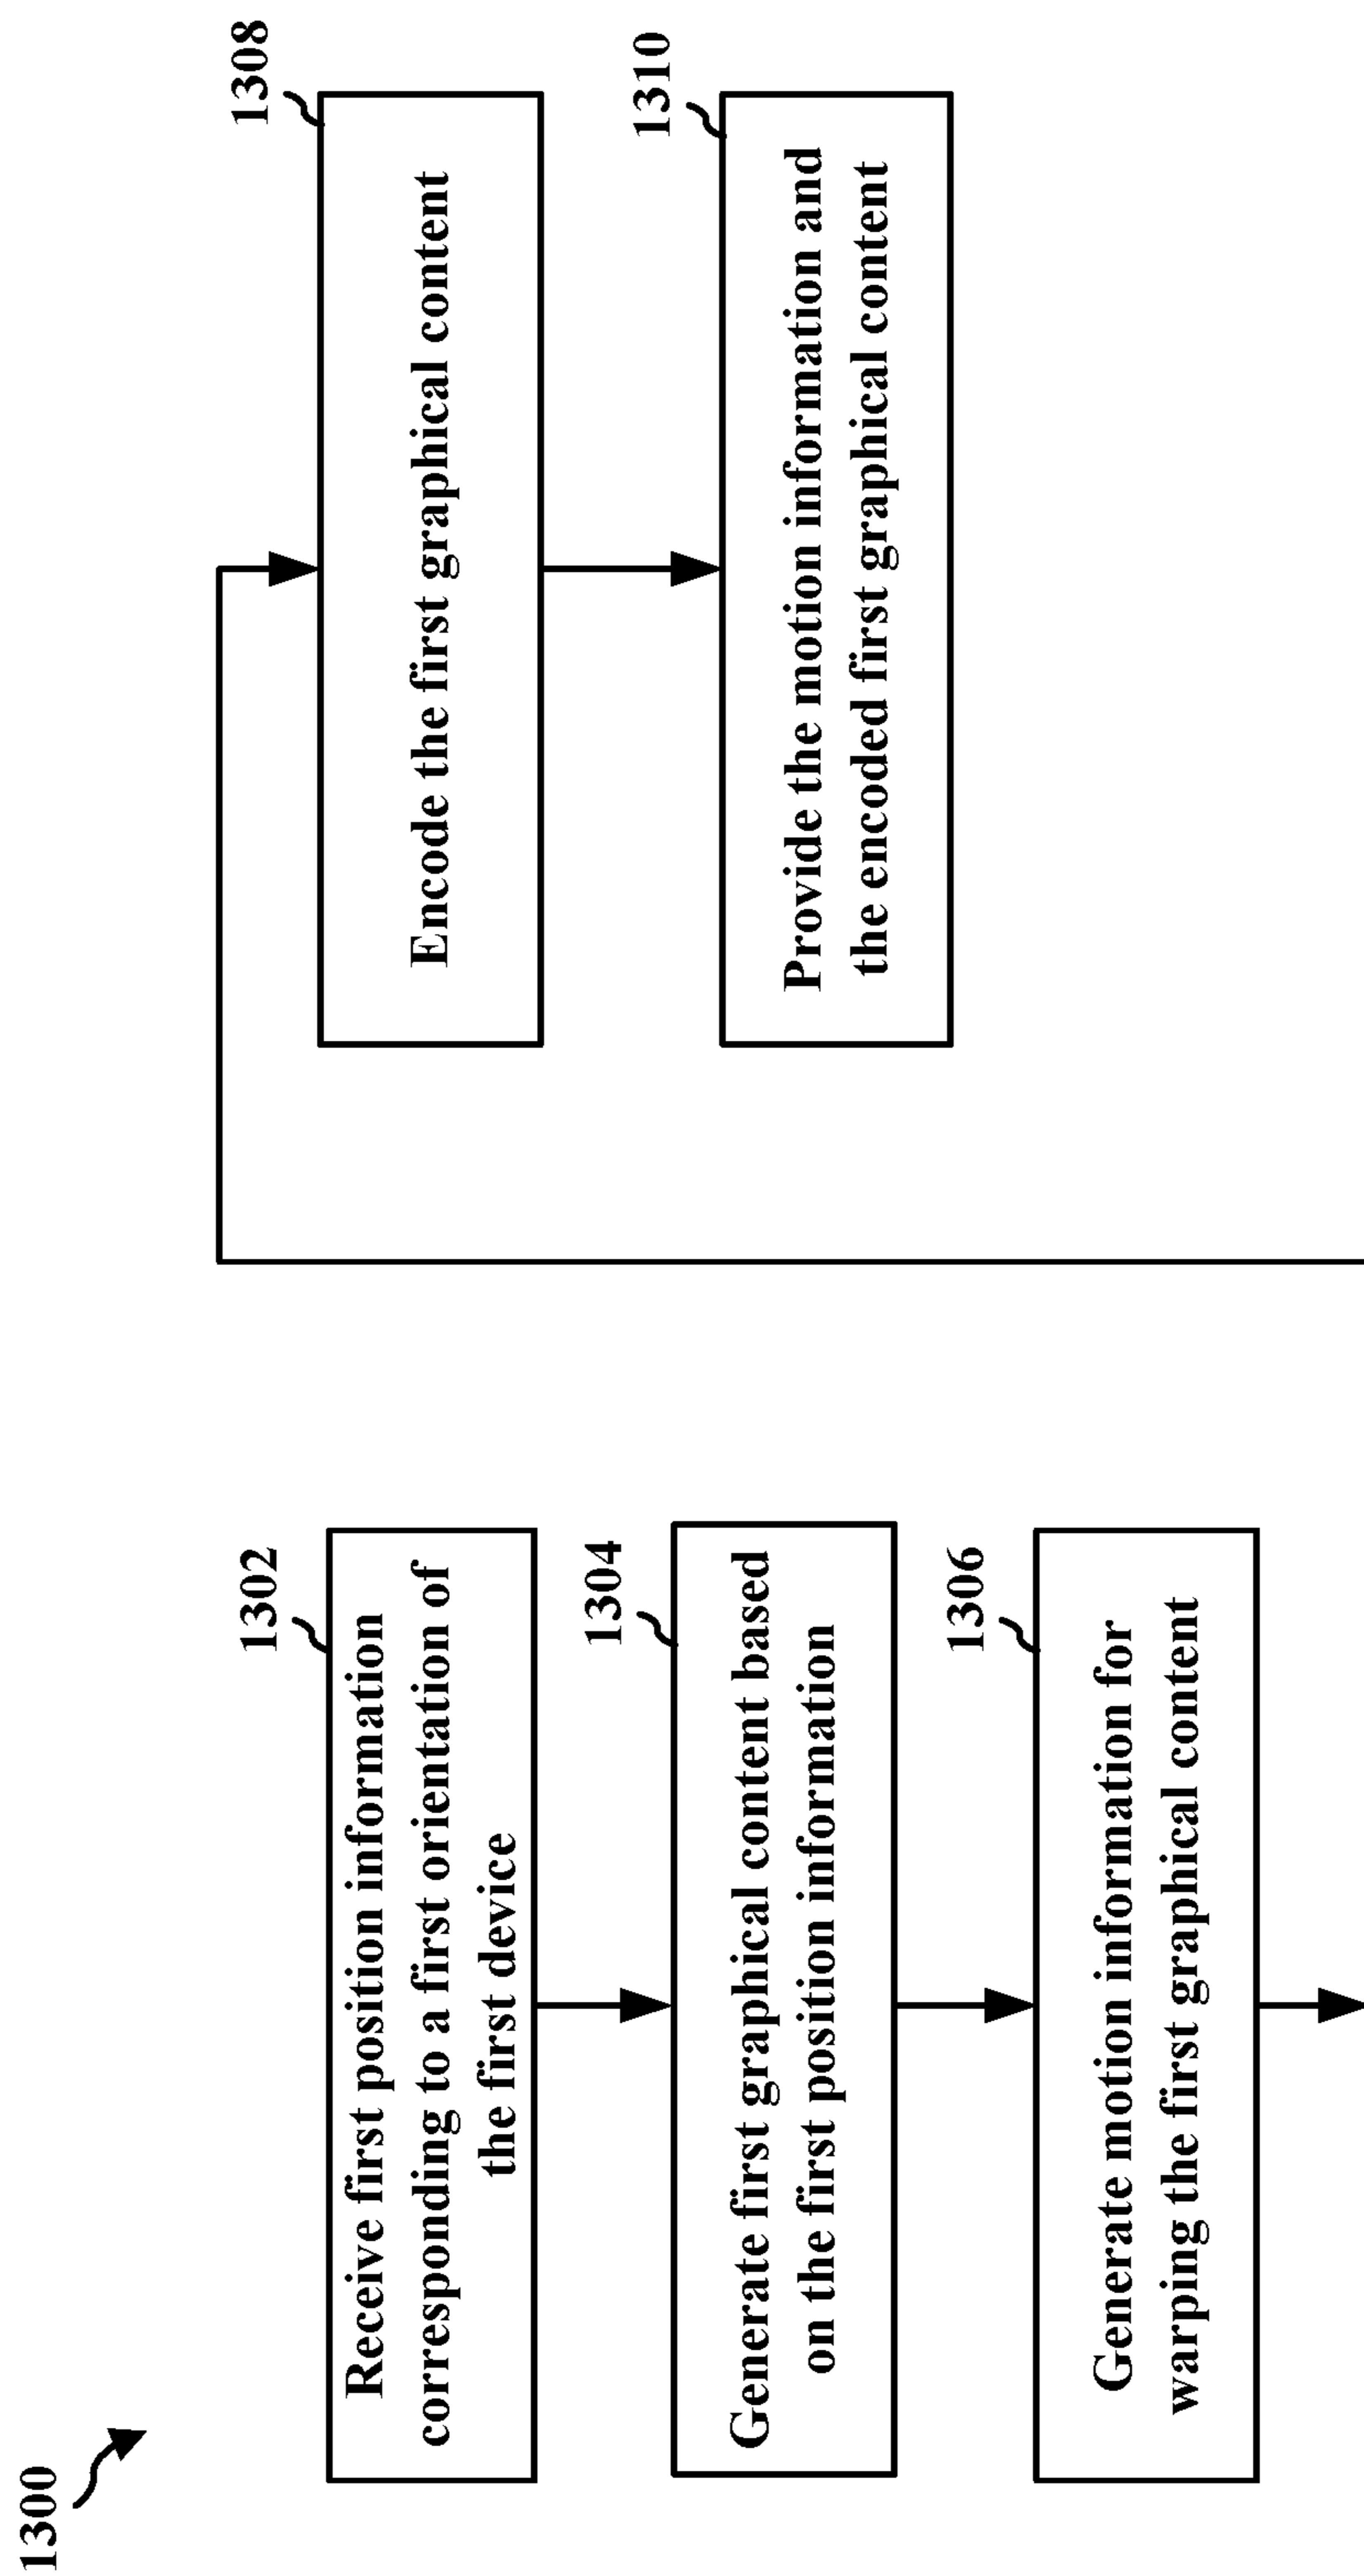 1300
1302
Receive first position information
corresponding to a first orientation of
the first device
1304
Generate first graphical content based
on the first position information
1306
Generate motion information for
warping the first graphical content
1308
Encode the first graphical content
1310
Provide the motion information and
the encoded first graphical content